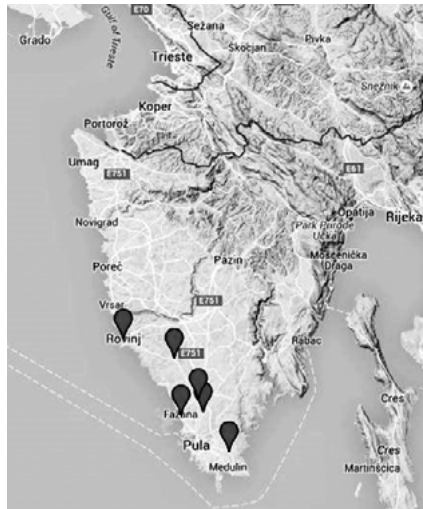 E70
Gulf of Trieste
Grado
Sežana
Pivka
Trieste
Skocjan
Snežnik
Koper
Portorož
Umag
E751
E61
Novigrad
Opatija
Rijeka
Park Prirode
Učka
Mošćenička
Draga
Poreč
Pazin
Vrsar
E751
Rovinj
Rabac
E751
Fažana
Cres
Pula
Cres
Medulin
Martinšćica